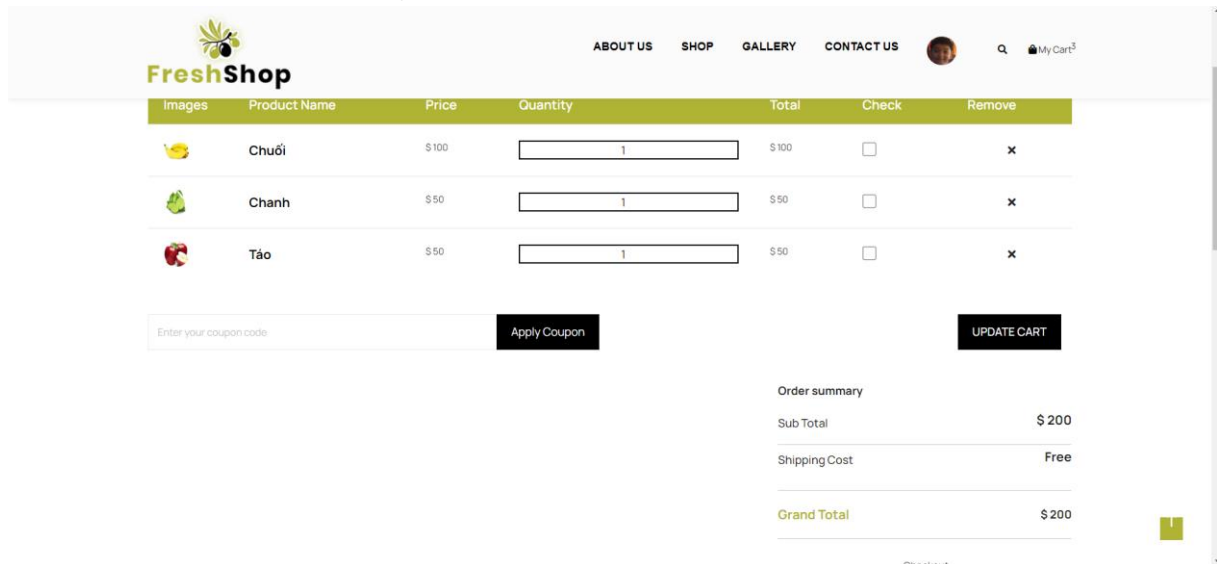 ABOUT US SHOP GALLERY CONTACT US My Cart 3
FreshShop
Images Product Name Price Quantity Total Check Remove
Chuối $ 100 1 $ 100
Chanh $ 50 1 $ 50
Táo $ 50 1 $ 50
Enter your coupon code Apply Coupon UPDATE CART
Order summary
Sub Total $ 200
Shipping Cost Free
Grand Total $ 200